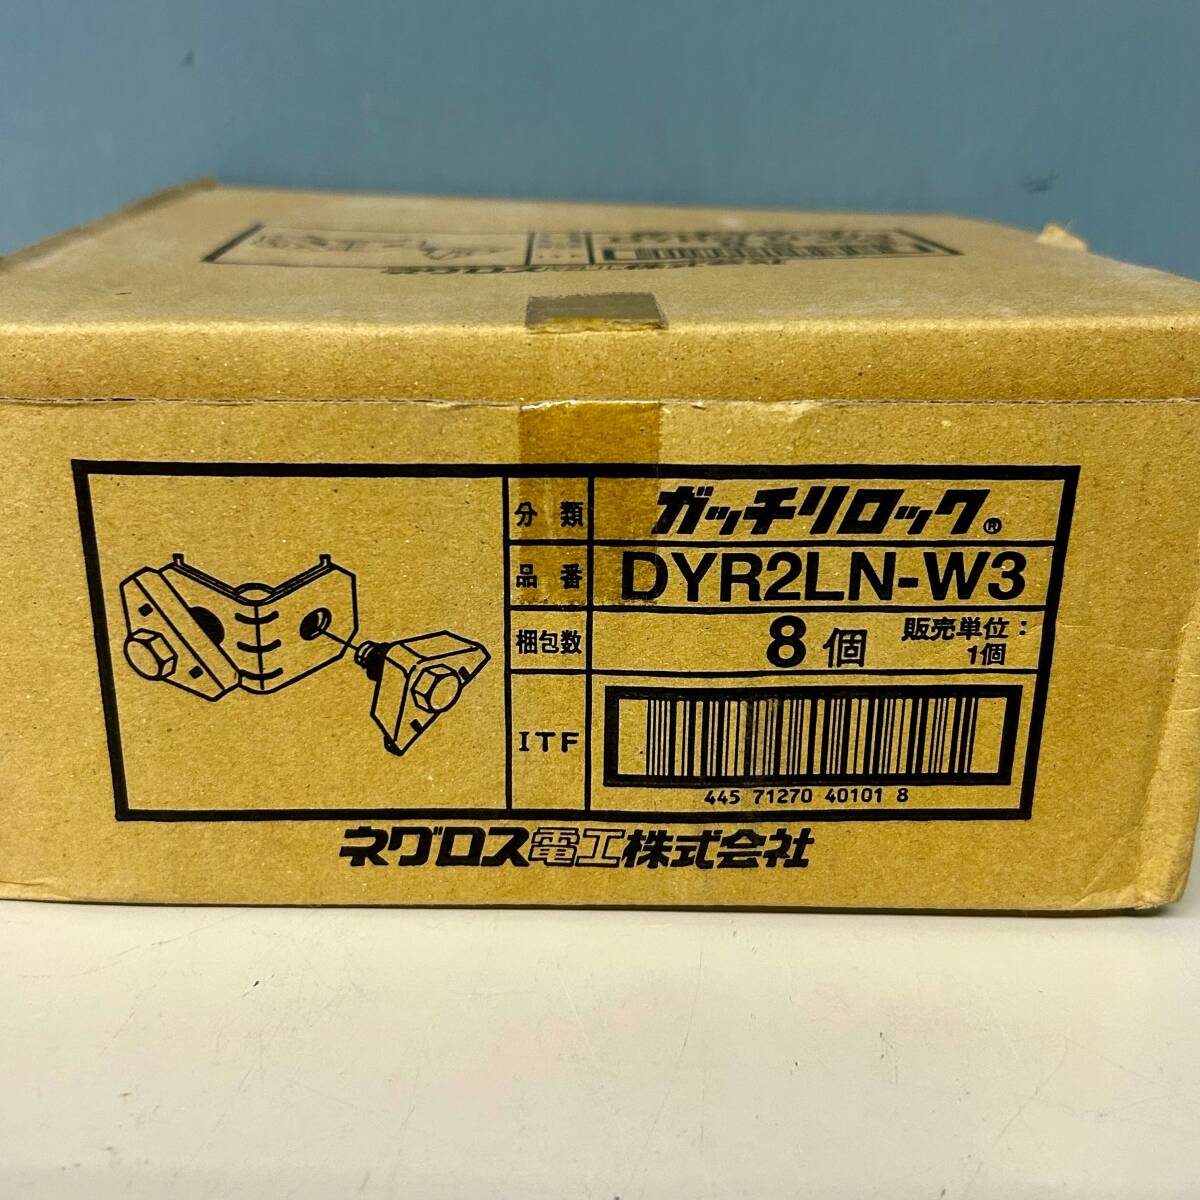 分類 ガッチリロック®
品番 DYR2LN-W3
梱包数 8個 販売単位：1個
ITF
445 71270 40101 8
ネグロス電工株式会社